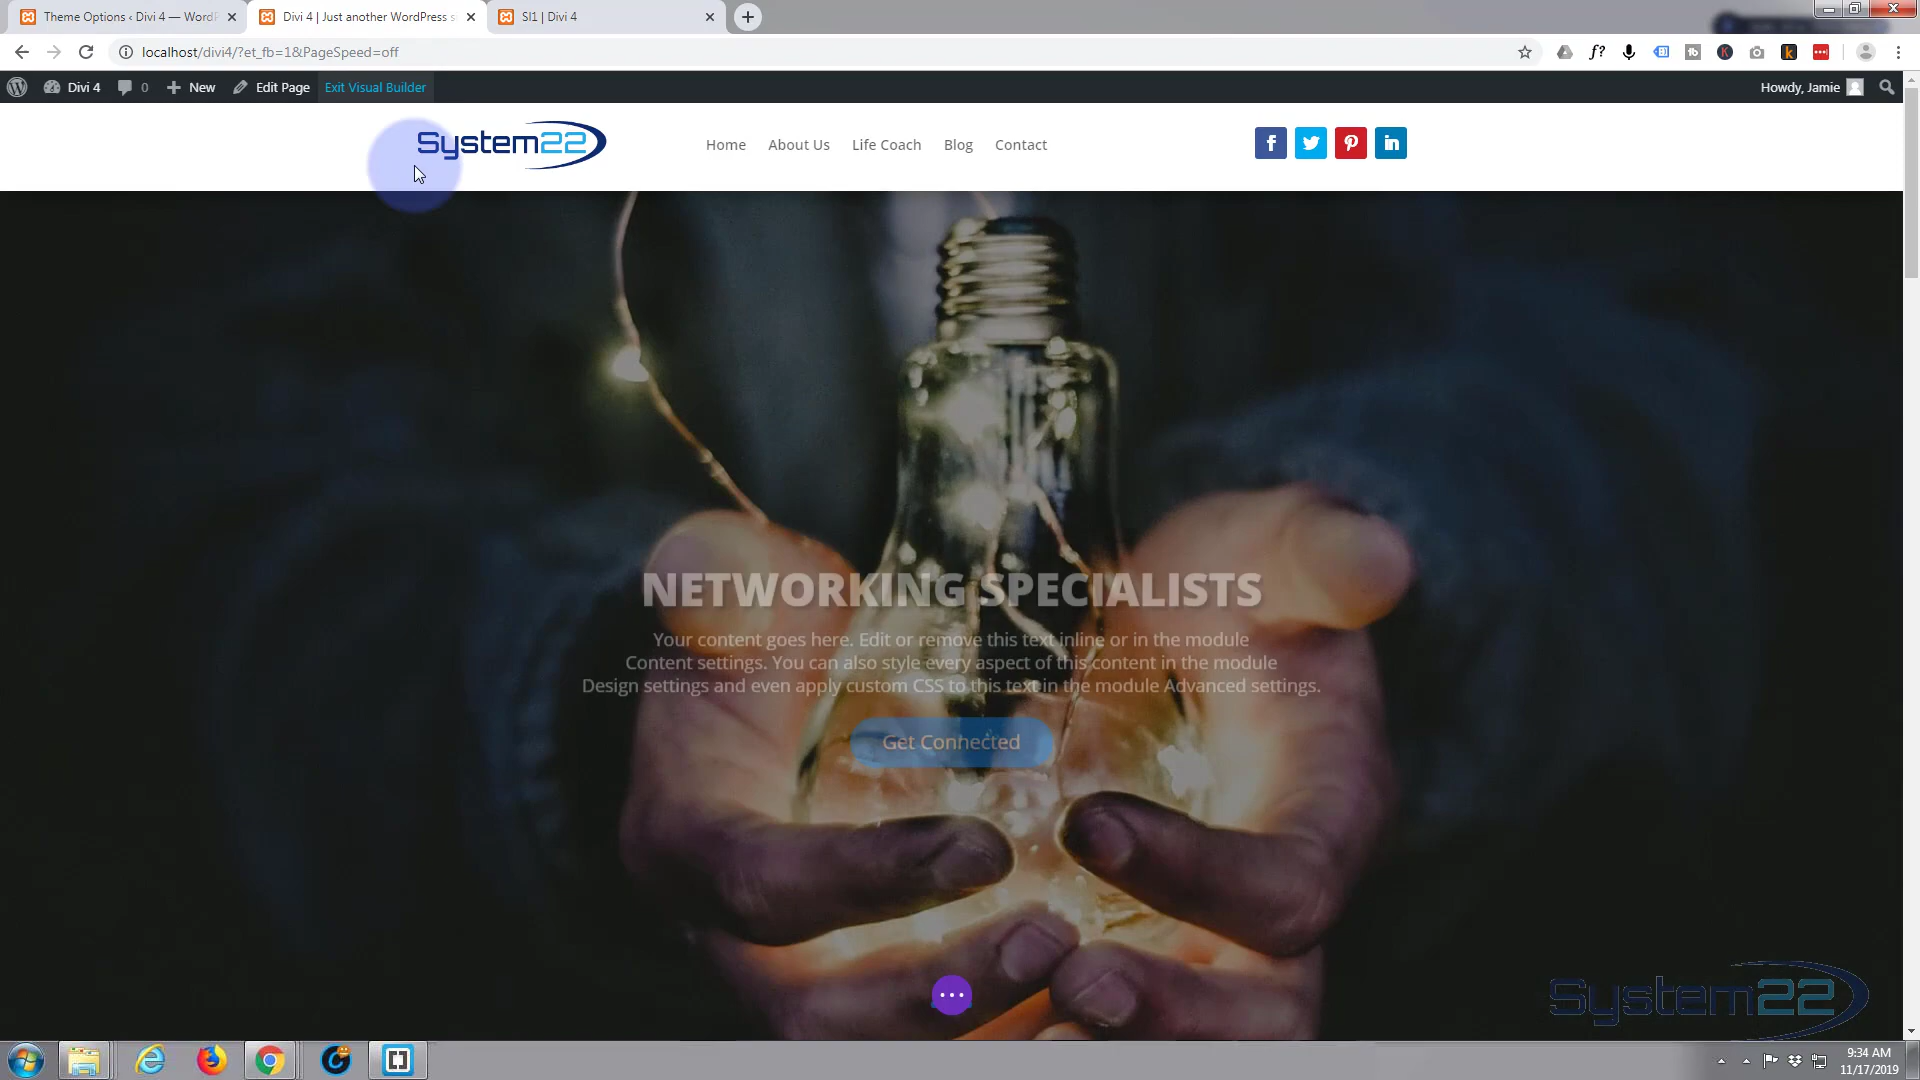 Theme Options ‹ Divi 4 — WordP
Divi 4 | Just another WordPress s
Sl1 | Divi 4
localhost/divi4/?et_fb=1&PageSpeed=off
f?
Divi 4
0
New
Edit Page
Exit Visual Builder
Howdy, Jamie
System22
Home
About Us
Life Coach
Blog
Contact
NETWORKING SPECIALISTS
Your content goes here. Edit or remove this text inline or in the module
Content settings. You can also style every aspect of this content in the module
Design settings and even apply custom CSS to this text in the module Advanced settings.
Get Connected
System22
9:34 AM
11/17/2019